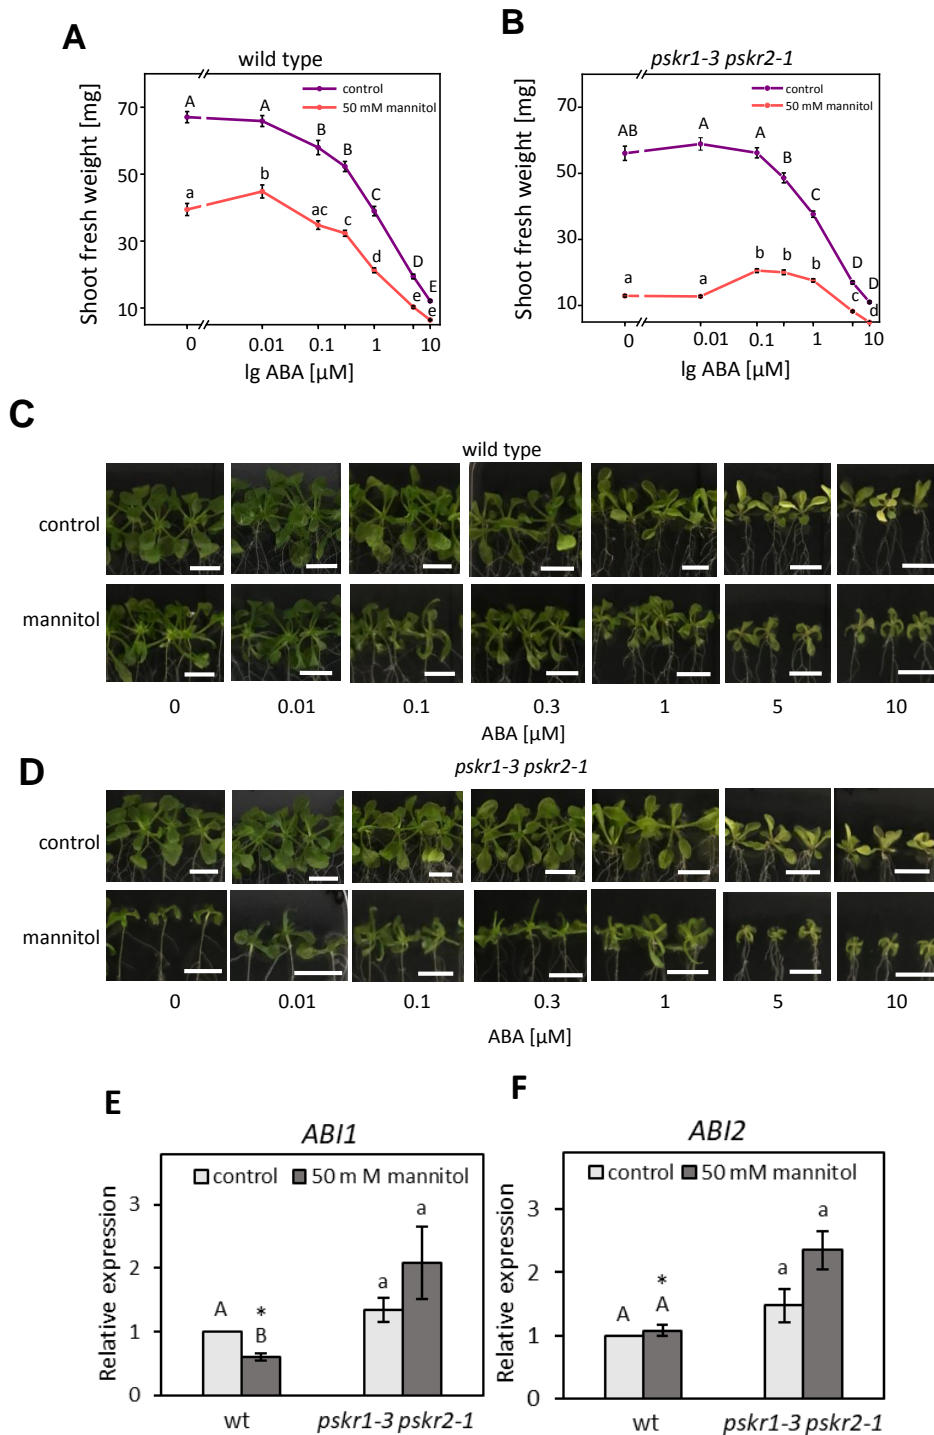 A
wild type
Shoot fresh weight [mg]
70
50
30
10
control
50 mM mannitol
A
A
B
B
C
D
E
a
b
ac
c
d
e
e
0
0.01
0.1
1
10
lg ABA [µM]
B
pskr1-3 pskr2-1
Shoot fresh weight [mg]
70
50
30
10
control
50 mM mannitol
AB
A
A
B
C
D
D
a
a
b
b
b
c
d
0
0.01
0.1
1
10
lg ABA [µM]
C
wild type
control
mannitol
0 0.01 0.1 0.3 1 5 10
ABA [µM]
D
pskr1-3 pskr2-1
control
mannitol
0 0.01 0.1 0.3 1 5 10
ABA [µM]
E
ABI1
Relative expression
3
2
1
0
control
50 m M mannitol
A
*
B
a
a
wt
pskr1-3 pskr2-1
F
ABI2
Relative expression
3
2
1
0
control
50 mM mannitol
A
*
A
a
a
wt
pskr1-3 pskr2-1